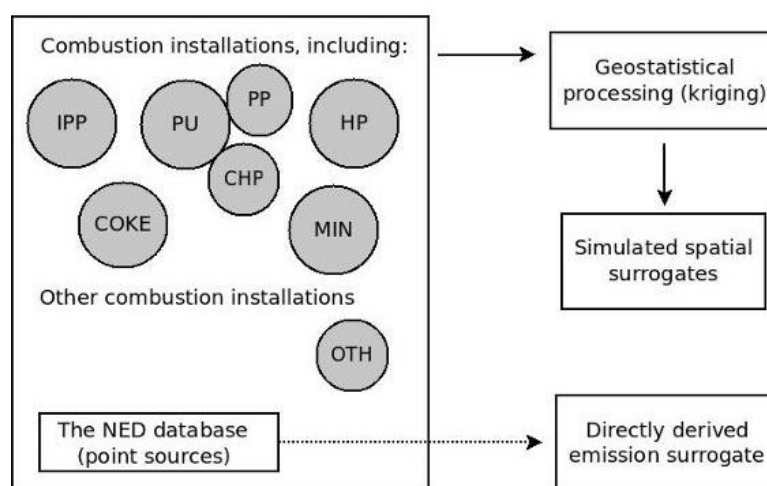 Combustion installations, including:
IPP
PU
PP
HP
CHP
COKE
MIN
Other combustion installations
OTH
The NED database
(point sources)
Geostatistical
processing (kriging)
Simulated spatial
surrogates
Directly derived
emission surrogate